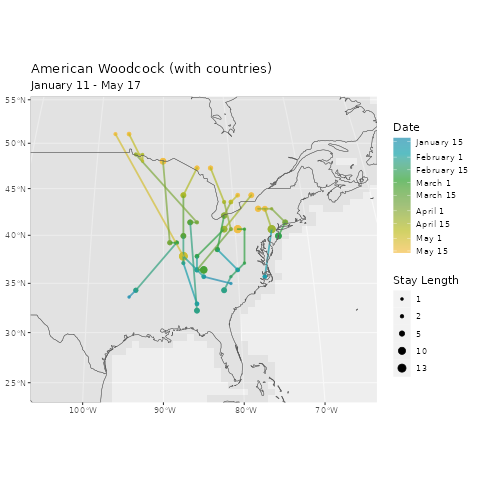 American Woodcock (with countries)
January 11 - May 17
55°N
50°N
45°N
40°N
35°N
30°N
25°N
100°W
90°W
80°W
70°W
Date
January 15
February 1
February 15
March 1
March 15
April 1
April 15
May 1
May 15
Stay Length
1
2
5
10
13